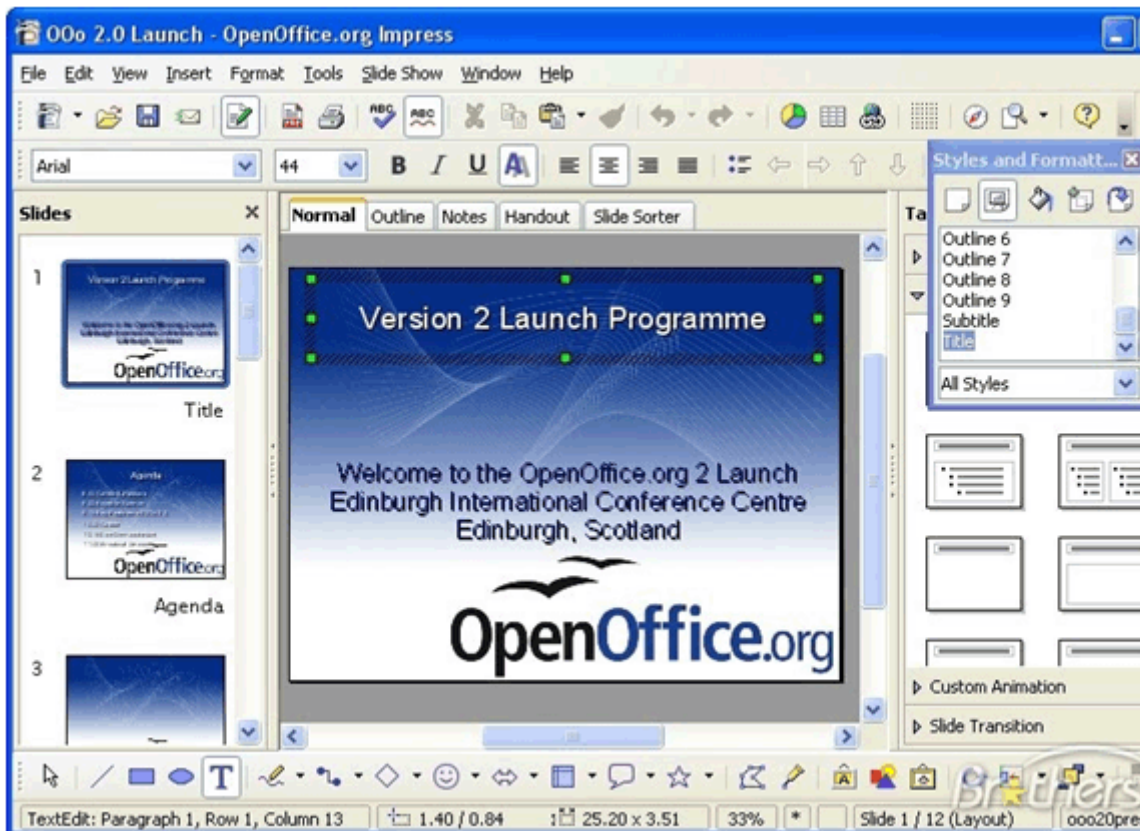 OOo 2.0 Launch - OpenOffice.org Impress
File Edit View Insert Format Tools Slide Show Window Help
Arial 44 B I U A
Styles and Formatt...
Slides
Normal Outline Notes Handout Slide Sorter
Ta
Outline 6
Outline 7
Outline 8
Outline 9
Subtitle
Title
All Styles
1
Version 2 Launch Programme
OpenOffice.org
Title
2
Agenda
OpenOffice.org
Agenda
3
Version 2 Launch Programme
Welcome to the OpenOffice.org 2 Launch
Edinburgh International Conference Centre
Edinburgh, Scotland
OpenOffice.org
Custom Animation
Slide Transition
T
Brothers
TextEdit: Paragraph 1, Row 1, Column 13 1.40 / 0.84 25.20 x 3.51 33% * Slide 1 / 12 (Layout) ooo20pre